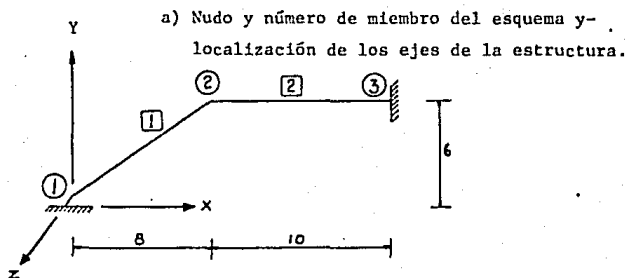 a) Nudo y número de miembro del esquema y-
localización de los ejes de la estructura.
Y
2
2
3
1
6
1
X
8
10
Z